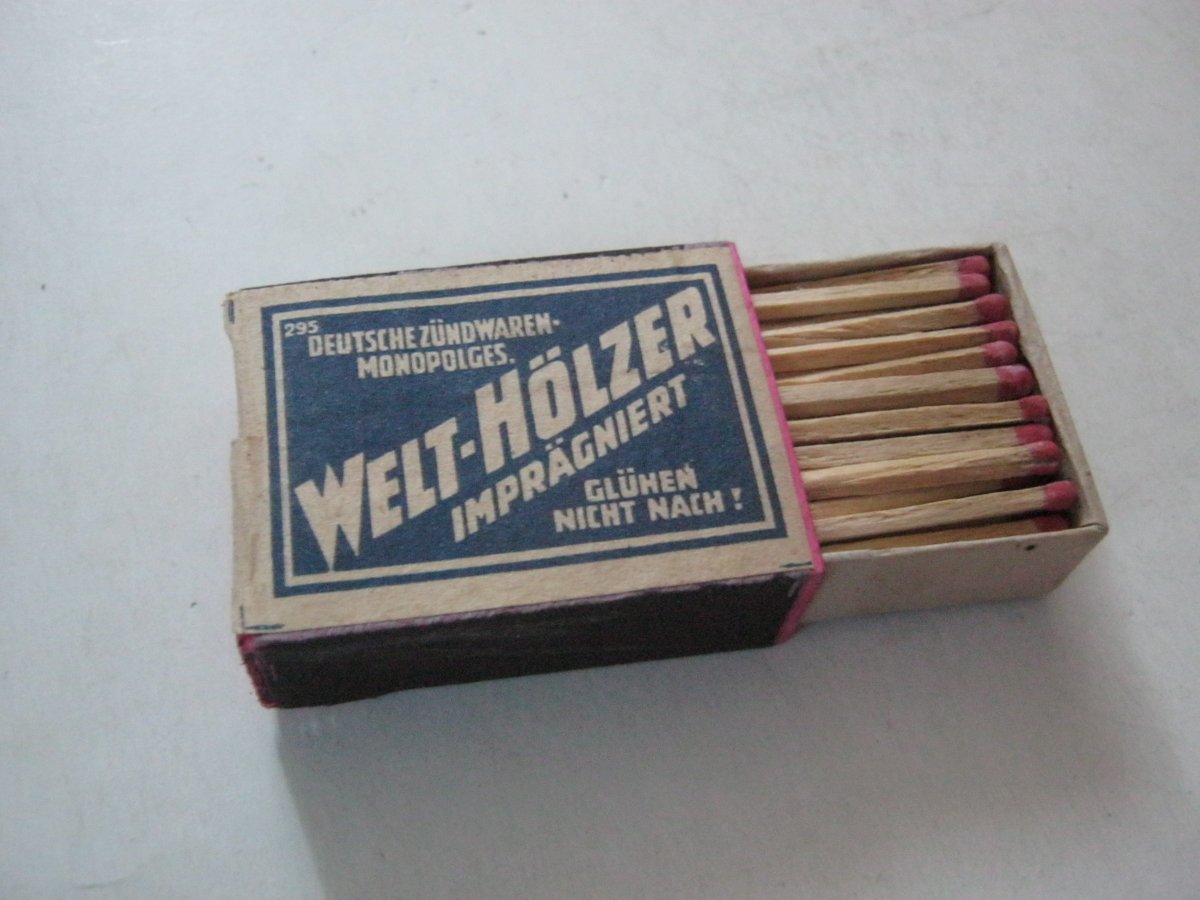 295
DEUTSCHE ZÜNDWAREN-
MONOPOLGES.
WELT-HÖLZER
IMPRÄGNIERT
GLÜHEN
NICHT NACH!